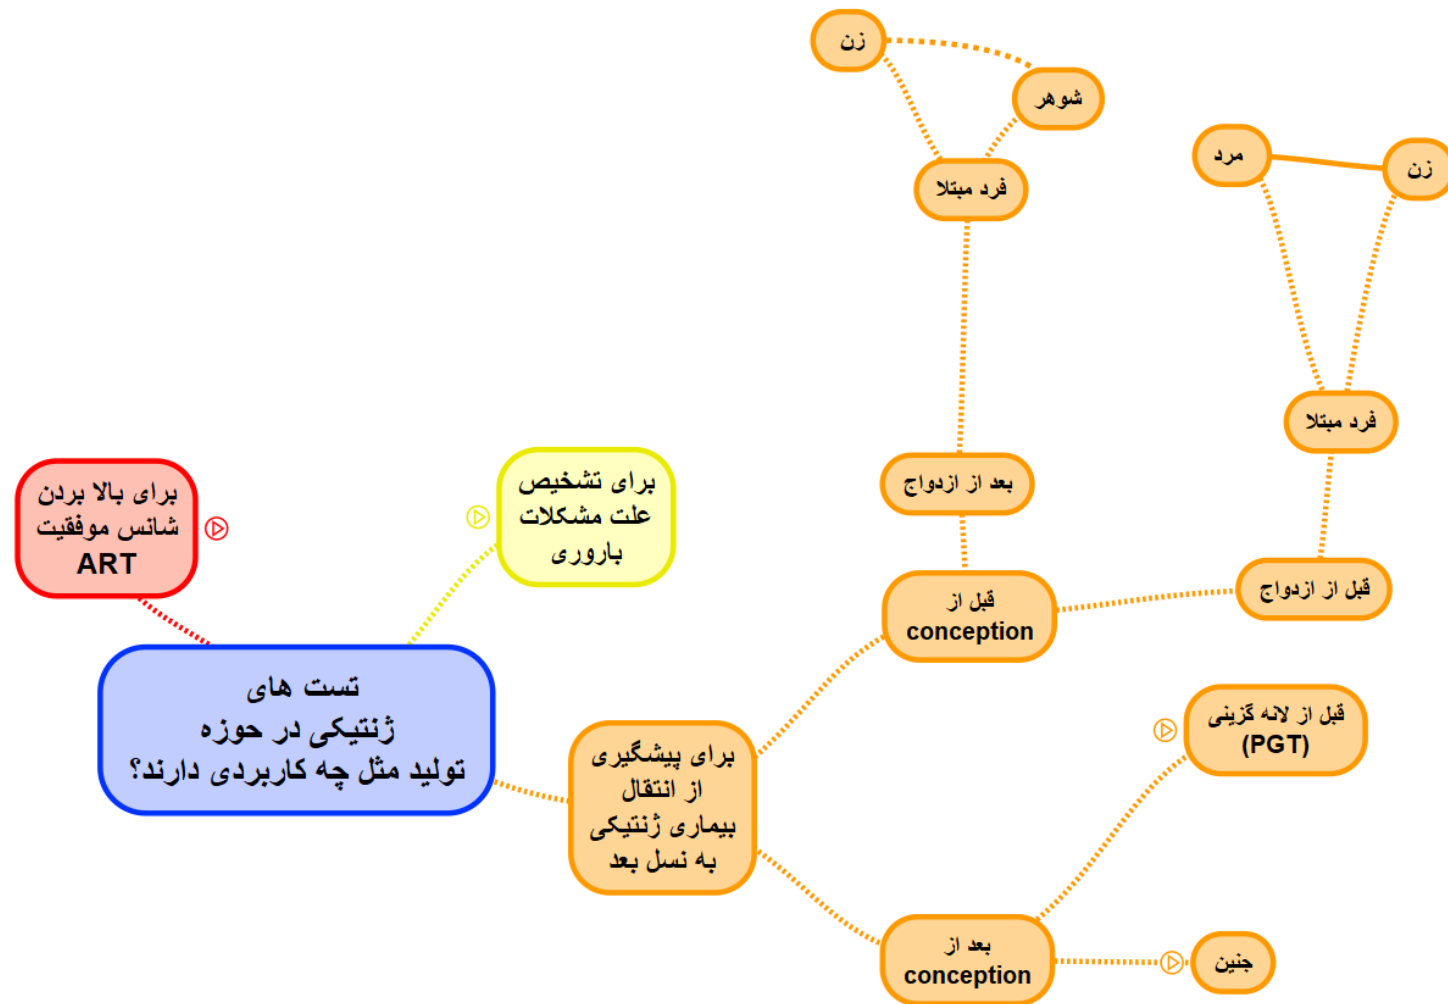 زن
شوهر
فرد مبتلا
مرد
زن
فرد مبتلا
بعد از ازدواج
قبل از ازدواج
برای بالا بردن
شانس موفقیت
ART
برای تشخیص
علت مشکلات
باروری
قبل از
conception
تست های
ژنتیکی در حوزه
تولید مثل چه کاربردی دارند؟
برای پیشگیری
از انتقال
بیماری ژنتیکی
به نسل بعد
قبل از لانه گزینی
(PGT)
بعد از
conception
جنین